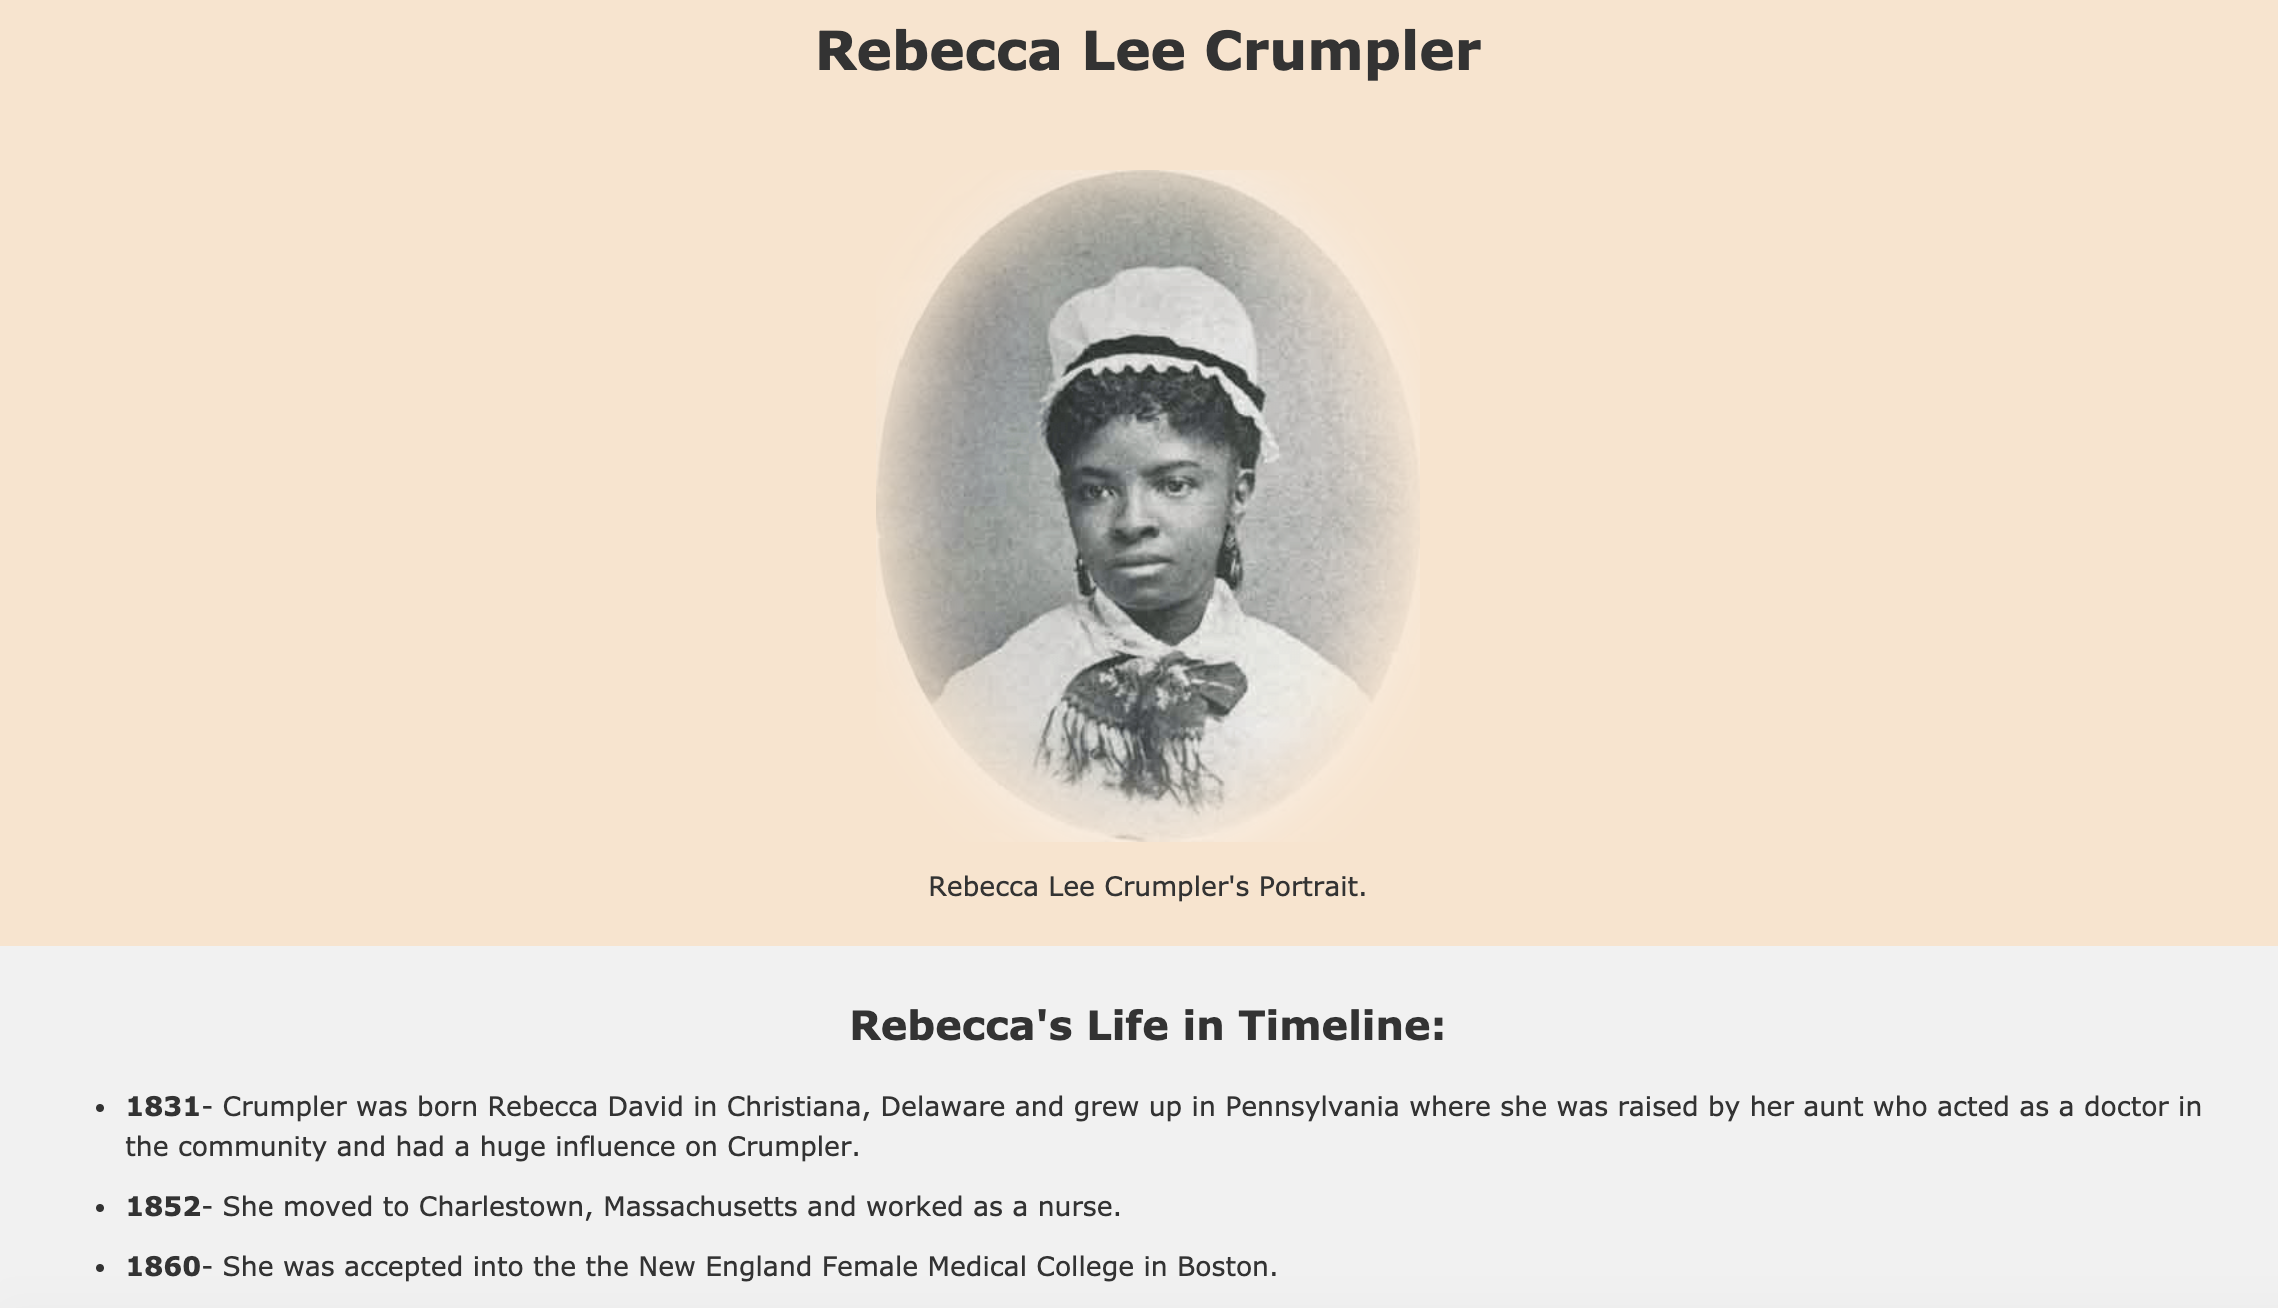 Rebecca Lee Crumpler
Rebecca Lee Crumpler's Portrait.
Rebecca's Life in Timeline:
• 1831- Crumpler was born Rebecca David in Christiana, Delaware and grew up in Pennsylvania where she was raised by her aunt who acted as a doctor in
the community and had a huge influence on Crumpler.
• 1852- She moved to Charlestown, Massachusetts and worked as a nurse.
• 1860- She was accepted into the the New England Female Medical College in Boston.